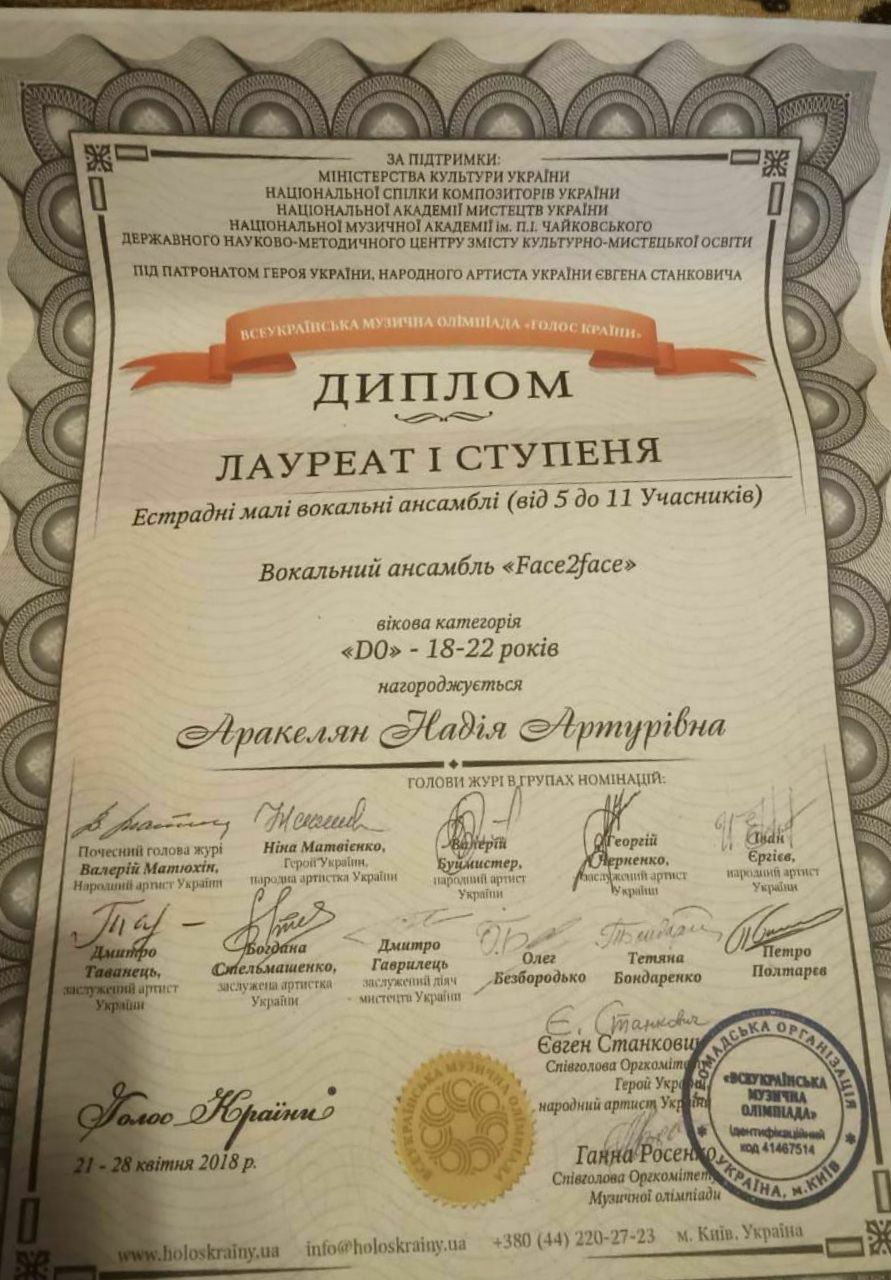 ЗА ПІДТРИМКИ:
МІНІСТЕРСТВА КУЛЬТУРИ УКРАЇНИ
НАЦІОНАЛЬНОЇ СПІЛКИ КОМПОЗИТОРІВ УКРАЇНИ
НАЦІОНАЛЬНОЇ АКАДЕМІЇ МИСТЕЦТВ УКРАЇНИ
НАЦІОНАЛЬНОЇ МУЗИЧНОЇ АКАДЕМІЇ ім. П.І. ЧАЙКОВСЬКОГО
ДЕРЖАВНОГО НАУКОВО-МЕТОДИЧНОГО ЦЕНТРУ ЗМІСТУ КУЛЬТУРНО-МИСТЕЦЬКОЇ ОСВІТИ
ПІД ПАТРОНАТОМ ГЕРОЯ УКРАЇНИ, НАРОДНОГО АРТИСТА УКРАЇНИ ЄВГЕНА СТАНКОВИЧА
ВСЕУКРАЇНСЬКА МУЗИЧНА ОЛІМПІАДА «ГОЛОС КРАЇНИ»
ДИПЛОМ
ЛАУРЕАТ І СТУПЕНЯ
Естрадні малі вокальні ансамблі (від 5 до 11 Учасників)
Вокальний ансамбль «Face2face»
вікова категорія
«D0» - 18-22 років
нагороджується
Аракелян Надія Артурівна
ГОЛОВИ ЖУРІ В ГРУПАХ НОМІНАЦІЙ:
Почесний голова журі
Валерій Матюхін,
Народний артист України
Ніна Матвієнко,
Герой України,
народна артистка України
Валерій
Буймистер,
народний артист
України
Георгій
Черненко,
заслужений артист
України
Іван
Єргієв,
народний артист
України
Дмитро
Таванець,
заслужений артист
України
Богдана
Стельмашенко,
заслужена артистка
України
Дмитро
Гаврилець,
заслужений діяч
мистецтв України
Олег
Безбородько
Тетяна
Бондаренко
Петро
Полтарєв
Є. Станкович
Євген Станкович
Співголова Оргкомітету
Герой України,
народний артист України
Ганна Росенко,
Співголова Оргкомітету
Музичної олімпіади
ГРОМАДСЬКА ОРГАНІЗАЦІЯ
«ВСЕУКРАЇНСЬКА
МУЗИЧНА
ОЛІМПІАДА»
Ідентифікаційний
код 41467514
УКРАЇНА, м.КИЇВ
ВСЕУКРАЇНСЬКА МУЗИЧНА ОЛІМПІАДА
Голос Країни
21 - 28 квітня 2018 р.
www.holoskrainy.ua info@holoskrainy.ua +380 (44) 220-27-23 м. Київ, Україна